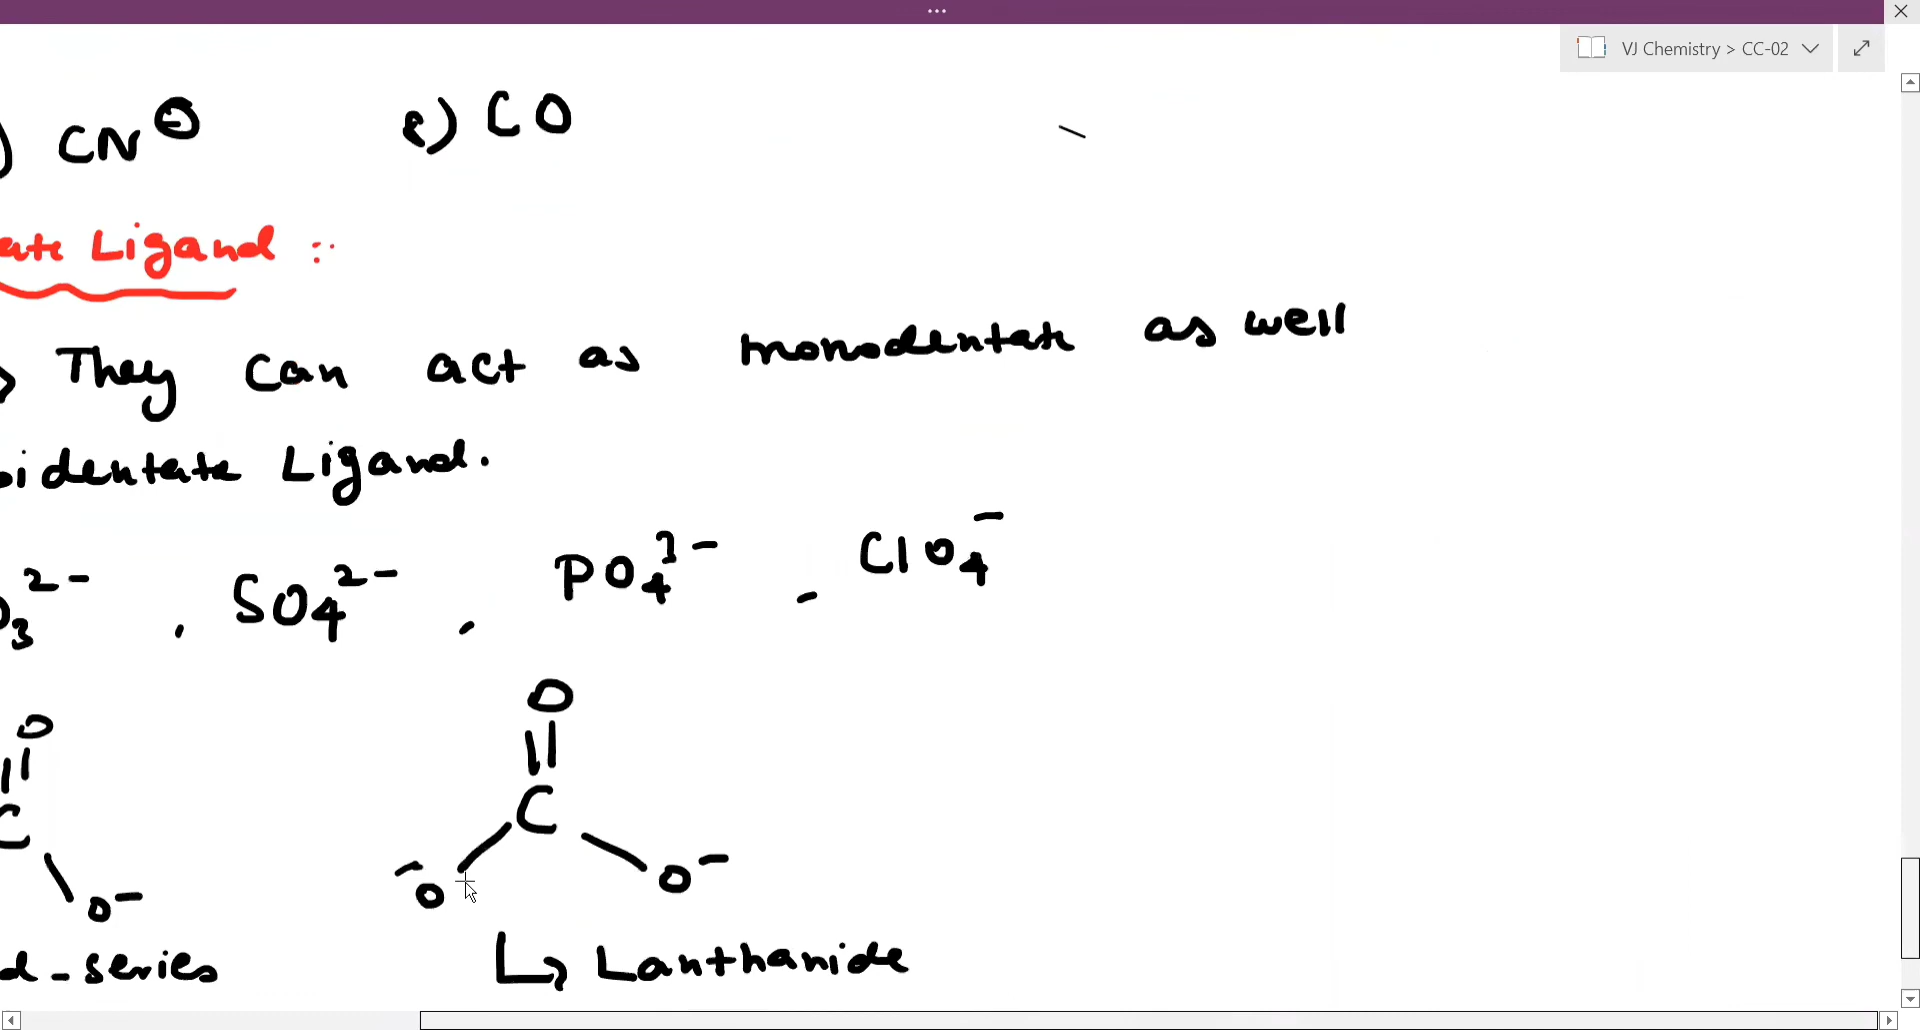 VJ Chemistry > CC-02
) CN⊖ e) CO
ate Ligand :-
> They can act as monodentate as well
bidentate Ligand.
O₃²⁻ , SO₄²⁻ , PO₄³⁻ , ClO₄⁻
O O
C C
O⁻ ⁻O O⁻
d-series ↳ Lanthanide